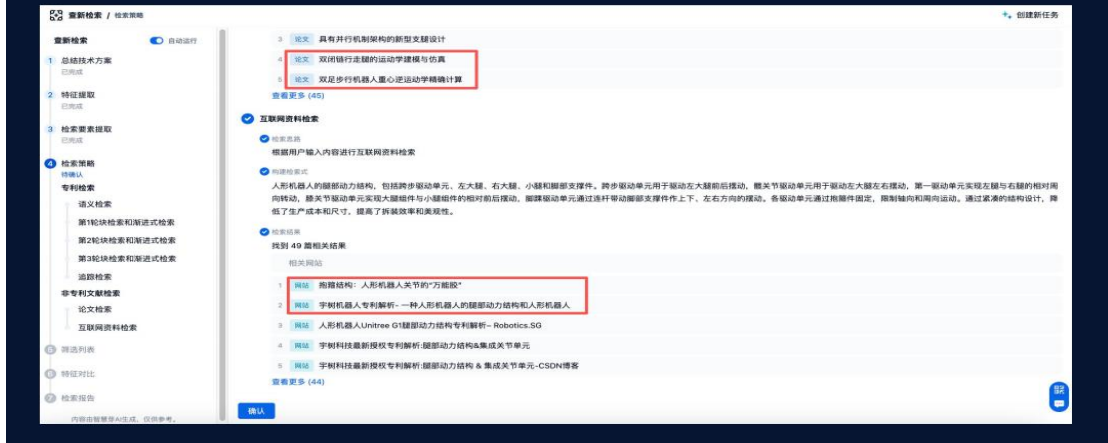 查新检索 / 检索策略
创建新任务
查新检索
自动运行
1 总结技术方案
已完成
2 特征提取
已完成
3 检索要素提取
已完成
4 检索策略
待确认
专利检索
语义检索
第1轮块检索和渐进式检索
第2轮块检索和渐进式检索
第3轮块检索和渐进式检索
追踪检索
非专利文献检索
论文检索
互联网资料检索
5 筛选列表
6 特征对比
7 检索报告
内容由智慧芽AI生成，仅供参考。
3 论文 具有并行机制架构的新型支腿设计
4 论文 双闭链行走腿的运动学建模与仿真
5 论文 双足步行机器人重心逆运动学精确计算
查看更多 (45)
互联网资料检索
检索思路
根据用户输入内容进行互联网资料检索
构建检索式
人形机器人的腿部动力结构，包括跨步驱动单元、左大腿、右大腿、小腿和脚部支撑件。跨步驱动单元用于驱动左大腿前后摆动，髋关节驱动单元用于驱动左大腿左右摆动，第一驱动单元实现左腿与右腿的相对周
向转动，膝关节驱动单元实现大腿组件与小腿组件的相对前后摆动，脚踝驱动单元通过连杆带动脚部支撑件作上下、左右方向的摆动。各驱动单元通过抱箍件固定，限制轴向和周向运动。通过紧凑的结构设计，降
低了生产成本和尺寸，提高了拆装效率和美观性。
检索结果
找到 49 篇相关结果
相关网站
1 网站 抱箍结构：人形机器人关节的“万能胶”
2 网站 宇树机器人专利解析- 一种人形机器人的腿部动力结构和人形机器人
3 网站 人形机器人Unitree G1腿部动力结构专利解析– Robotics.SG
4 网站 宇树科技最新授权专利解析:腿部动力结构&集成关节单元
5 网站 宇树科技最新授权专利解析:腿部动力结构 & 集成关节单元-CSDN博客
查看更多 (44)
确认